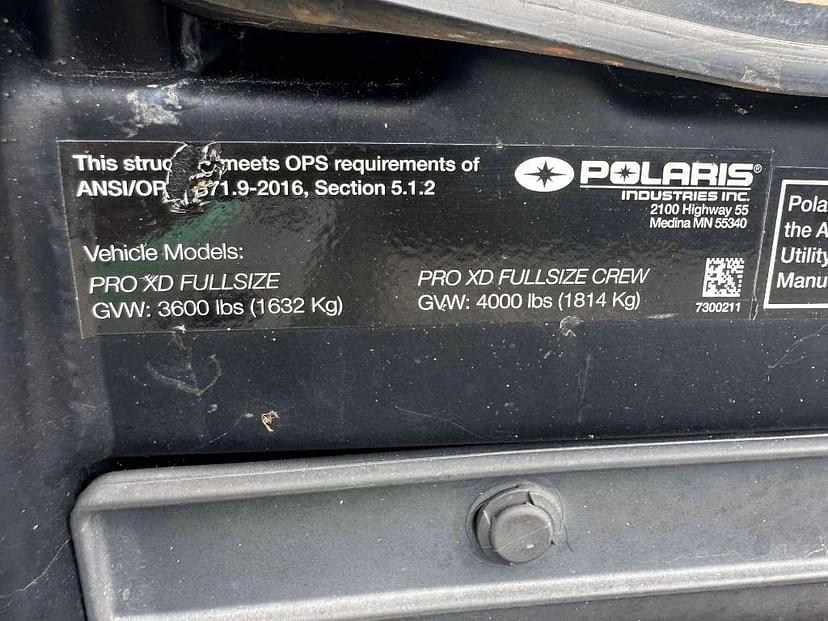 This struc meets OPS requirements of
ANSI/OP 71.9-2016, Section 5.1.2
POLARIS®
INDUSTRIES INC.
2100 Highway 55
Medina MN 55340
Vehicle Models:
PRO XD FULLSIZE
GVW: 3600 lbs (1632 Kg)
PRO XD FULLSIZE CREW
GVW: 4000 lbs (1814 Kg)
7300211
Pola
the A
Utility
Manu